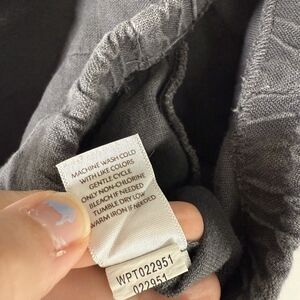 MACHINE WASH COLD
WITH LIKE COLORS
GENTLE CYCLE
ONLY NON-CHLORINE
BLEACH IF NEEDED
TUMBLE DRY LOW
WARM IRON IF NEEDED
WPT022951
022951